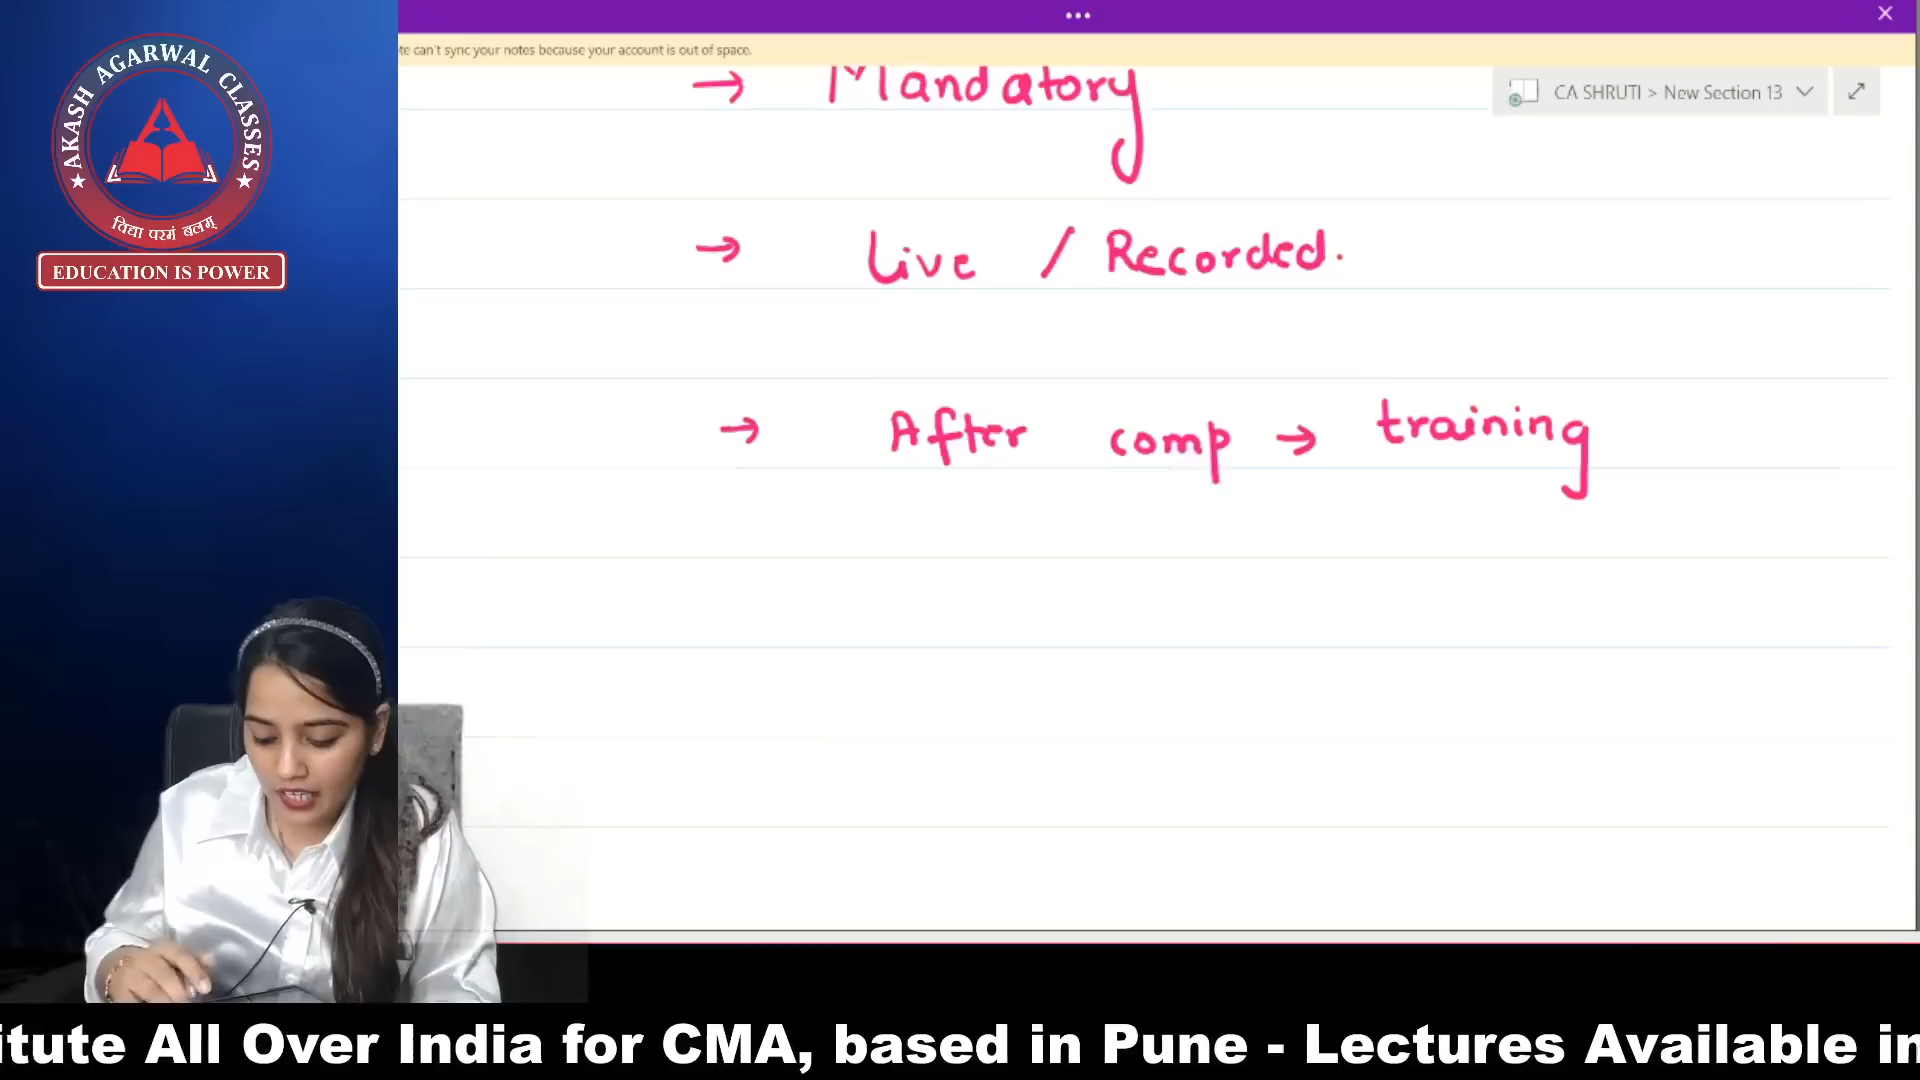 AKASH AGARWAL CLASSES
विद्या परमं बलम्
EDUCATION IS POWER
te can't sync your notes because your account is out of space.
CA SHRUTI > New Section 13
→ Mandatory
→ Live / Recorded.
→ After comp → training
itute All Over India for CMA, based in Pune - Lectures Available in